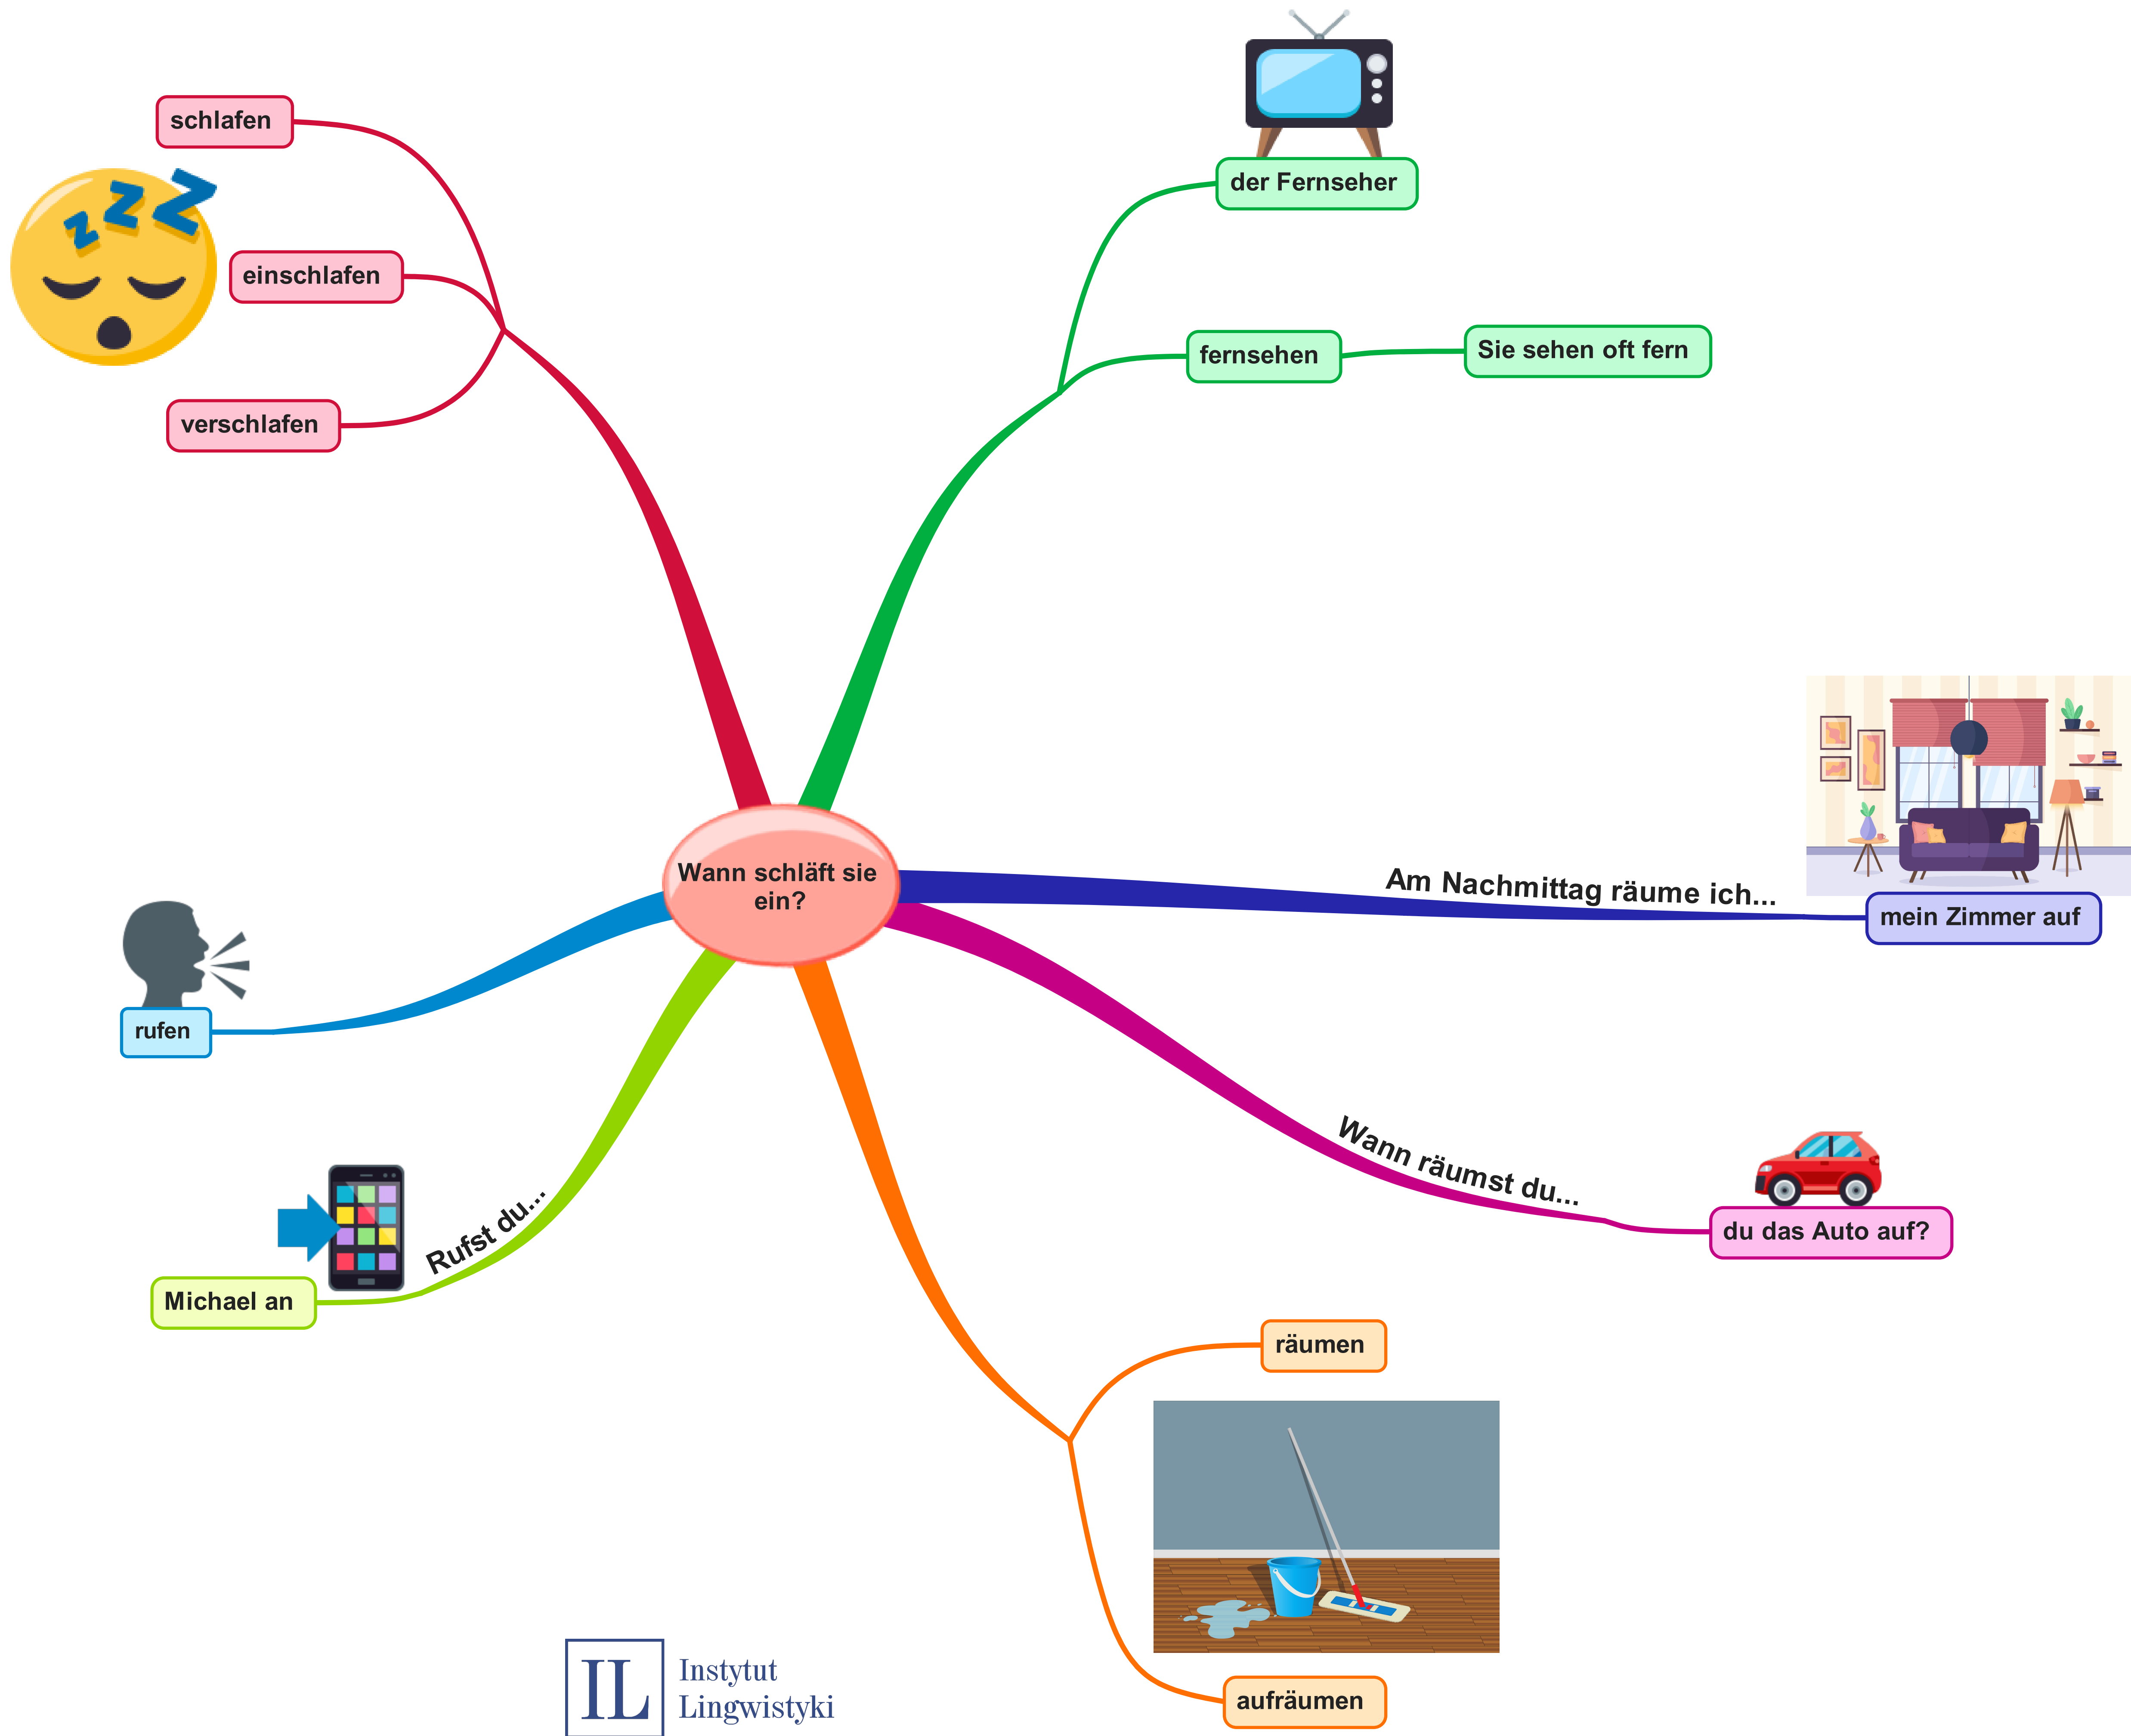 schlafen
einschlafen
verschlafen
der Fernseher
fernsehen
Sie sehen oft fern
Wann schläft sie
ein?
Am Nachmittag räume ich...
mein Zimmer auf
rufen
Wann räumst du...
du das Auto auf?
Rufst du...
Michael an
räumen
aufräumen
IL
Instytut
Lingwistyki